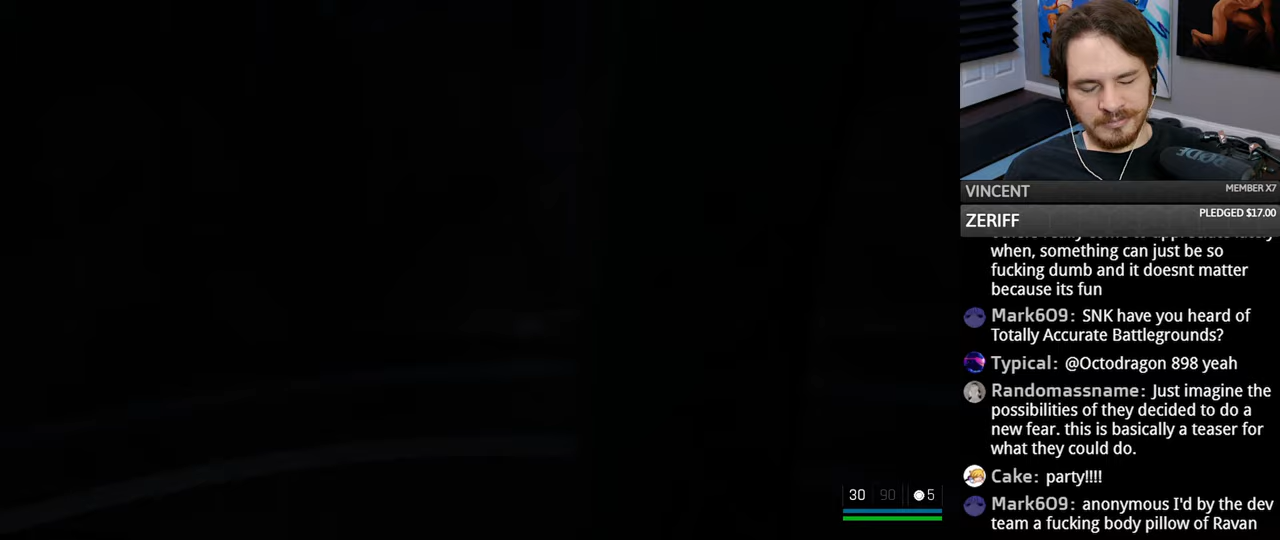 RODE
VINCENT
MEMBER X7
ZERIFF
PLEDGED $17.00
when, something can just be so
fucking dumb and it doesnt matter
because its fun
Mark609: SNK have you heard of
Totally Accurate Battlegrounds?
Typical: @Octodragon 898 yeah
Randomassname: Just imagine the
possibilities of they decided to do a
new fear. this is basically a teaser for
what they could do.
Cake: party!!!!
Mark609: anonymous I'd by the dev
team a fucking body pillow of Ravan
30 90 5